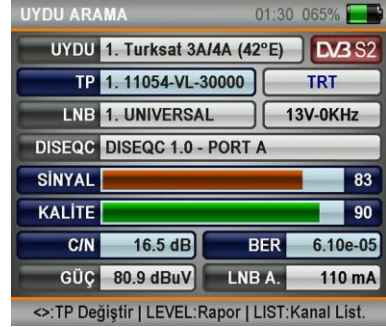 UYDU ARAMA 01:30 065%
UYDU 1. Turksat 3A/4A (42ºE) DVB S2
TP 1. 11054-VL-30000 TRT
LNB 1. UNIVERSAL 13V-0KHz
DISEQC DISEQC 1.0 - PORT A
SİNYAL 83
KALİTE 90
C/N 16.5 dB BER 6.10e-05
GÜÇ 80.9 dBuV LNB A. 110 mA
<>:TP Değiştir | LEVEL:Rapor | LIST:Kanal List.